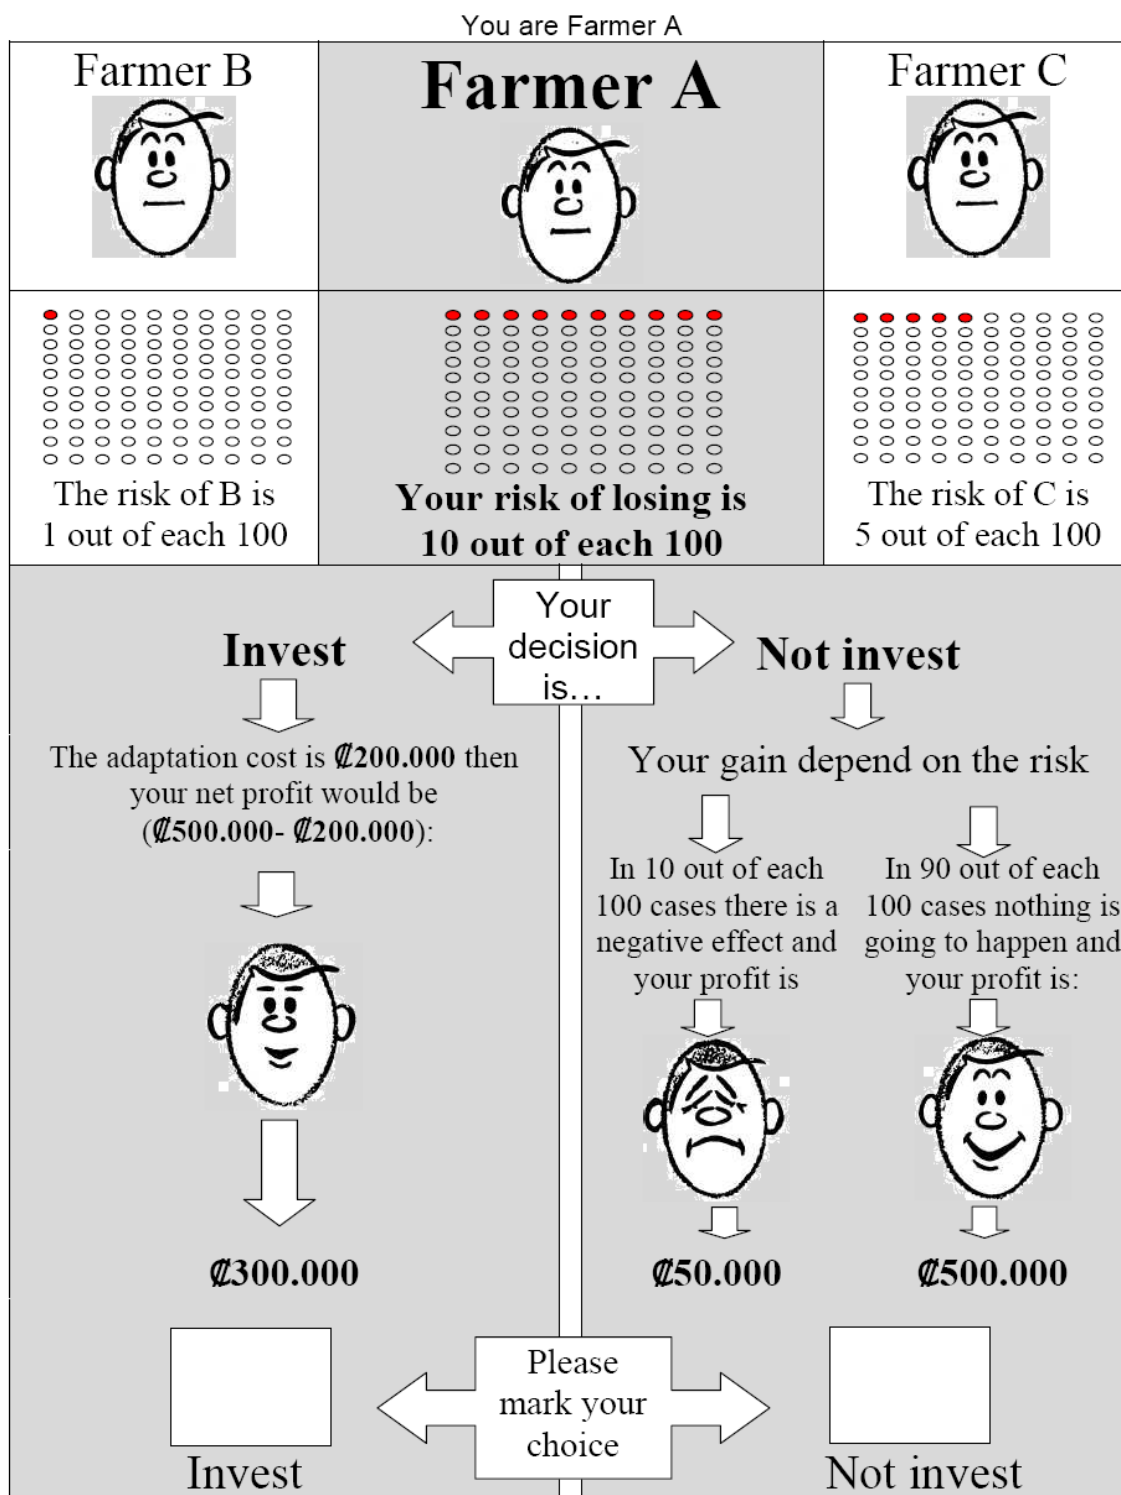 You are Farmer A
Farmer B
Farmer A
Farmer C
The risk of B is
1 out of each 100
Your risk of losing is
10 out of each 100
The risk of C is
5 out of each 100
Your
decision
is...
Invest
The adaptation cost is ₡200.000 then
your net profit would be
(₡500.000- ₡200.000):
₡300.000
Not invest
Your gain depend on the risk
In 10 out of each
100 cases there is a
negative effect and
your profit is
₡50.000
In 90 out of each
100 cases nothing is
going to happen and
your profit is:
₡500.000
Please
mark your
choice
Invest
Not invest